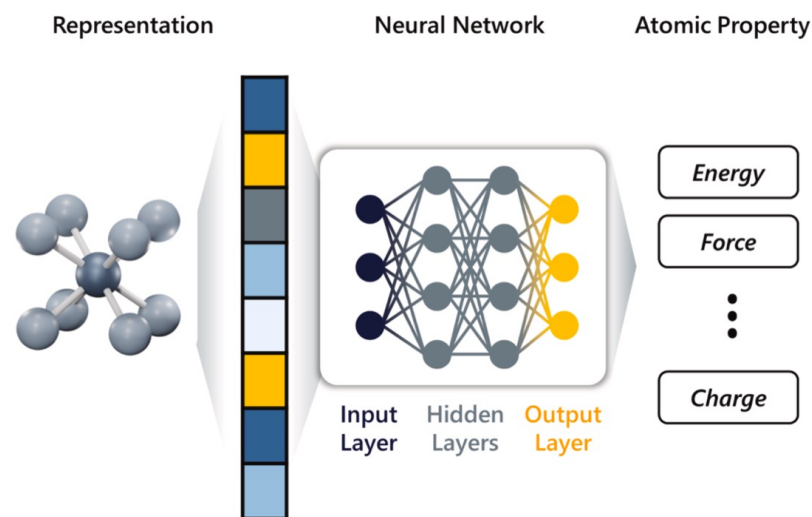 Representation
Neural Network
Atomic Property
Energy
Force
Charge
Input
Layer
Hidden
Layers
Output
Layer